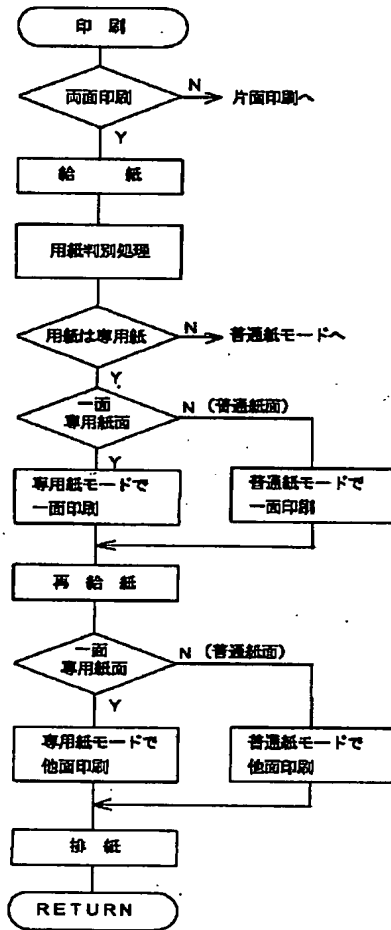 印 刷
両面印刷
N
片面印刷へ
Y
給 紙
用紙判別処理
用紙は専用紙
N
普通紙モードへ
Y
一面
専用紙面
N (普通紙面)
Y
専用紙モードで
一面印刷
普通紙モードで
一面印刷
再 給 紙
一面
専用紙面
N (普通紙面)
Y
専用紙モードで
他面印刷
普通紙モードで
他面印刷
排 紙
RETURN